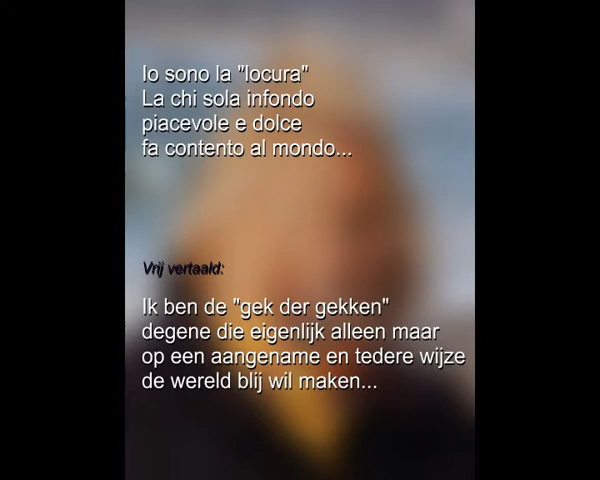 Io sono la "locura"
La chi sola infondo
piacevole e dolce
fa contento al mondo...
Vrij vertaald:
Ik ben de "gek der gekken"
degene die eigenlijk alleen maar
op een aangename en tedere wijze
de wereld blij wil maken...